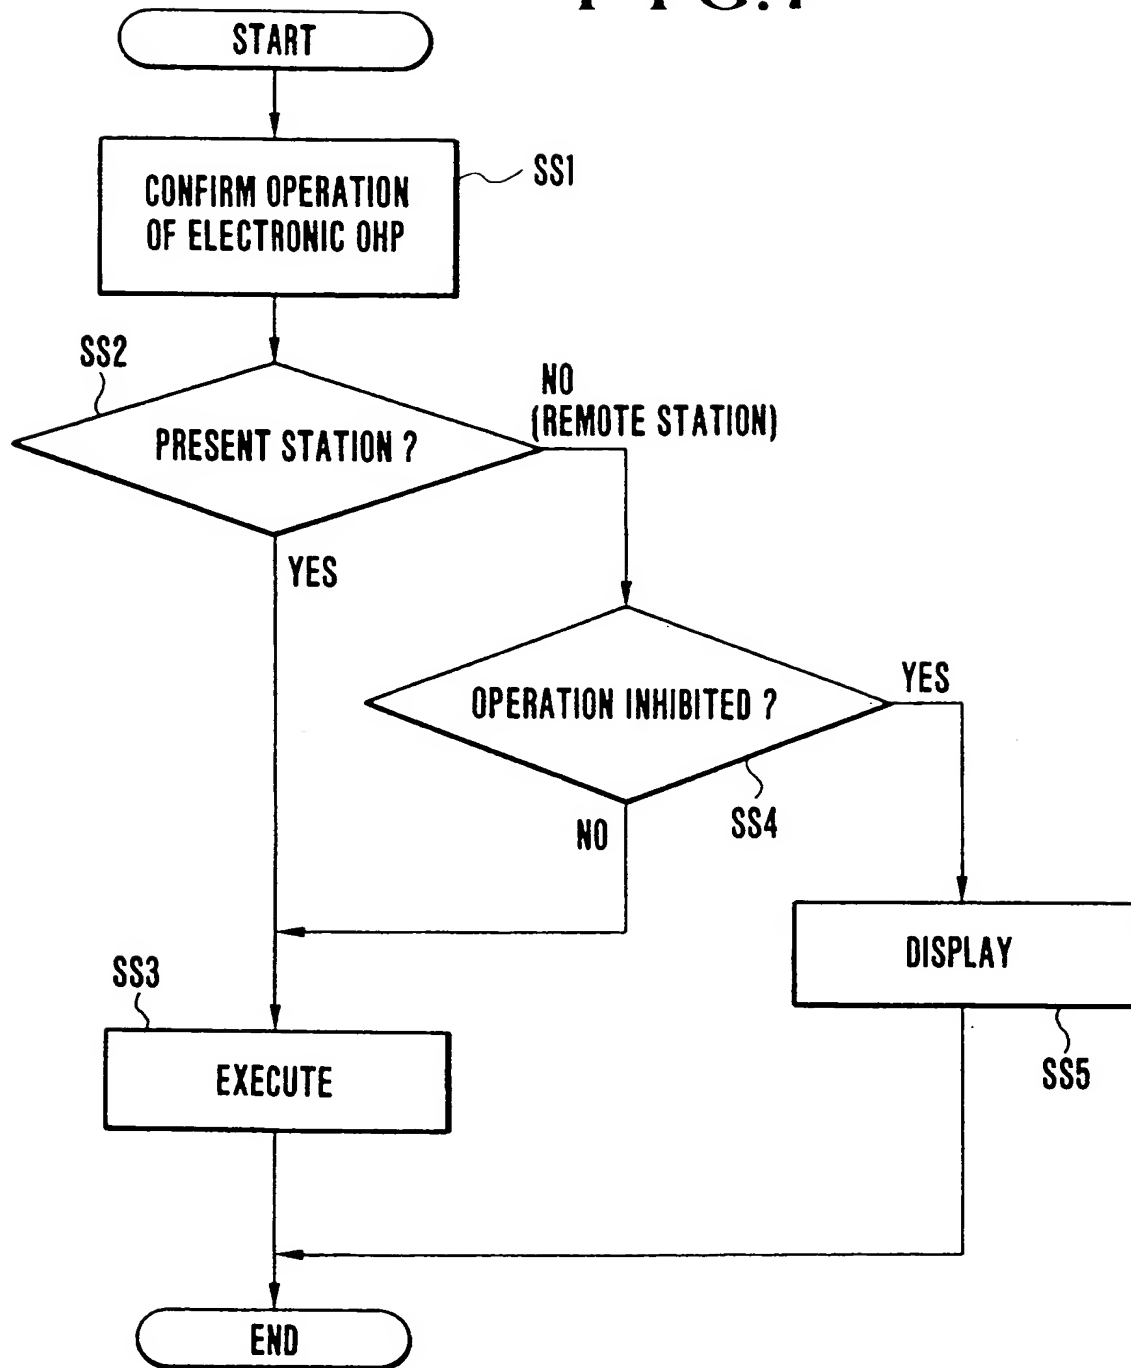 START
CONFIRM OPERATION
OF ELECTRONIC OHP
SS1
SS2
PRESENT STATION ?
NO
(REMOTE STATION)
YES
OPERATION INHIBITED ?
YES
SS4
NO
DISPLAY
SS3
SS5
EXECUTE
END